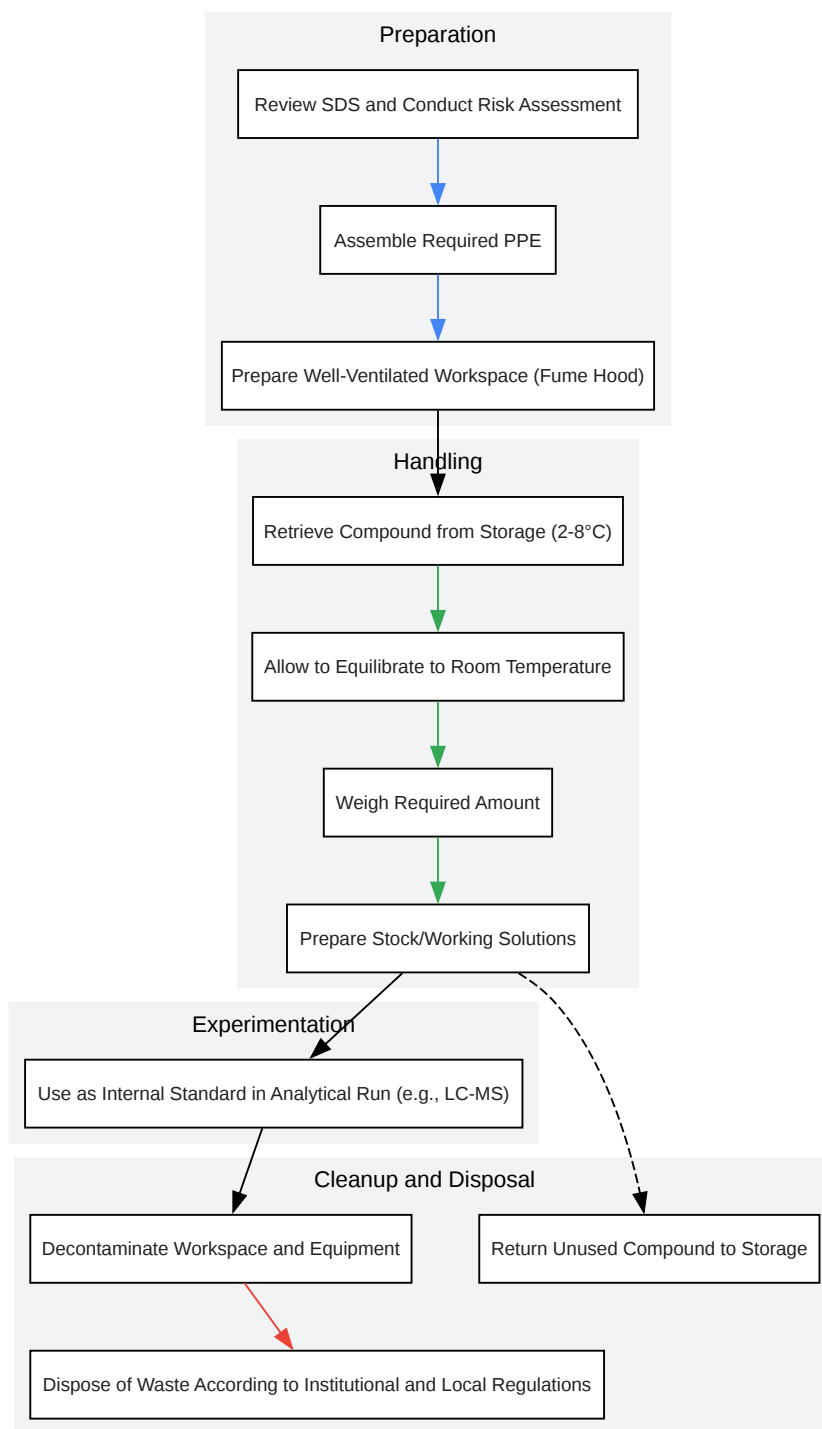 Preparation
Review SDS and Conduct Risk Assessment
Assemble Required PPE
Prepare Well-Ventilated Workspace (Fume Hood)
Handling
Retrieve Compound from Storage (2-8°C)
Allow to Equilibrate to Room Temperature
Weigh Required Amount
Prepare Stock/Working Solutions
Experimentation
Use as Internal Standard in Analytical Run (e.g., LC-MS)
Cleanup and Disposal
Decontaminate Workspace and Equipment
Return Unused Compound to Storage
Dispose of Waste According to Institutional and Local Regulations